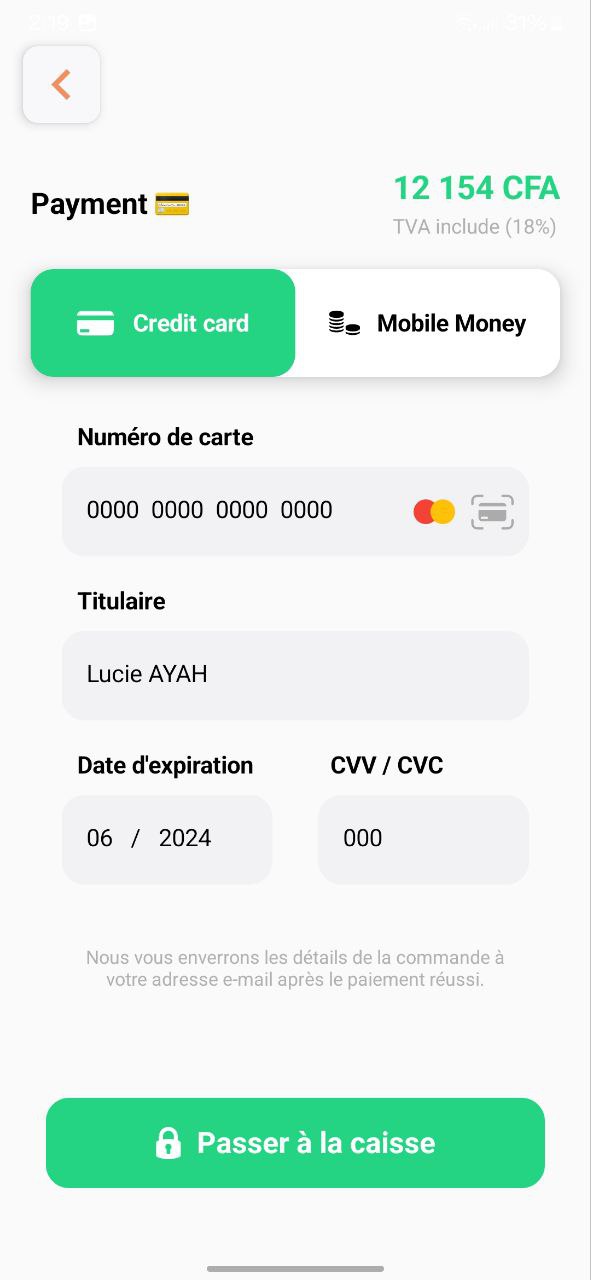 2:19
31%
Payment 💳
12 154 CFA
TVA include (18%)
Credit card
Mobile Money
Numéro de carte
0000 0000 0000 0000
Titulaire
Lucie AYAH
Date d'expiration
CVV / CVC
06 / 2024
000
Nous vous enverrons les détails de la commande à
votre adresse e-mail après le paiement réussi.
Passer à la caisse